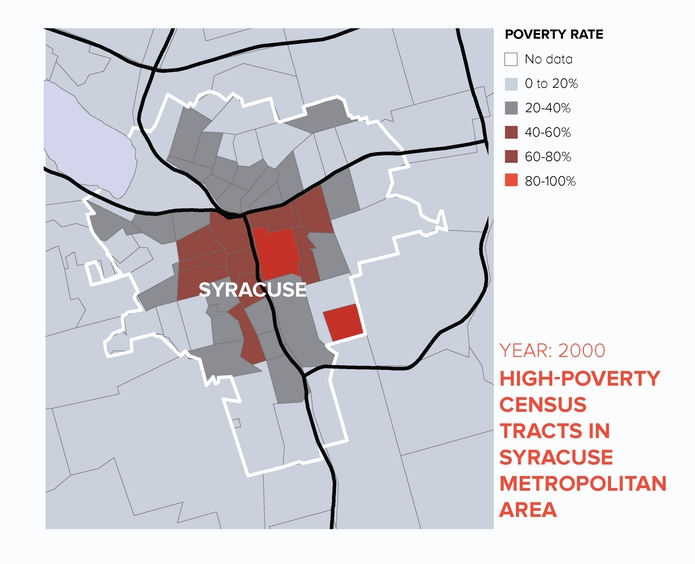 POVERTY RATE
No data
0 to 20%
20-40%
40-60%
60-80%
80-100%
SYRACUSE
YEAR: 2000
HIGH-POVERTY
CENSUS
TRACTS IN
SYRACUSE
METROPOLITAN
AREA